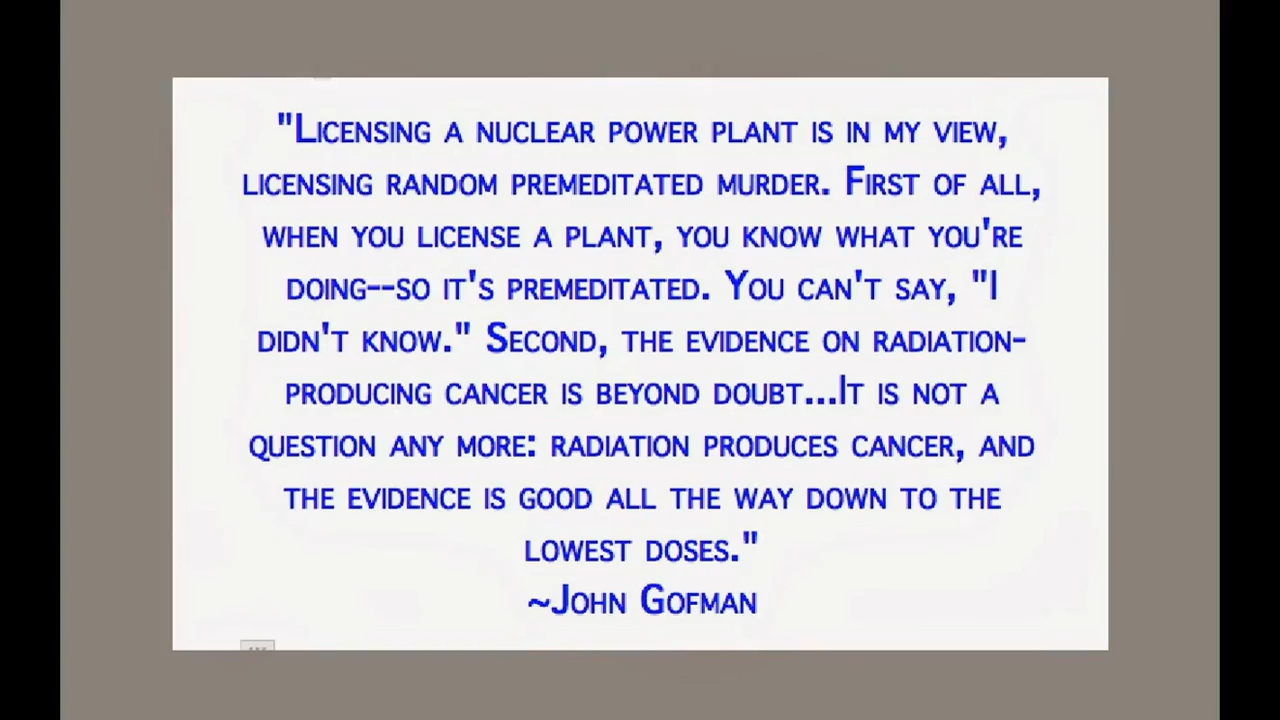 "Licensing a nuclear power plant is in my view,
licensing random premeditated murder. First of all,
when you license a plant, you know what you're
doing--so it's premeditated. You can't say, "I
didn't know." Second, the evidence on radiation-
producing cancer is beyond doubt...It is not a
question any more: radiation produces cancer, and
the evidence is good all the way down to the
lowest doses."
~John Gofman